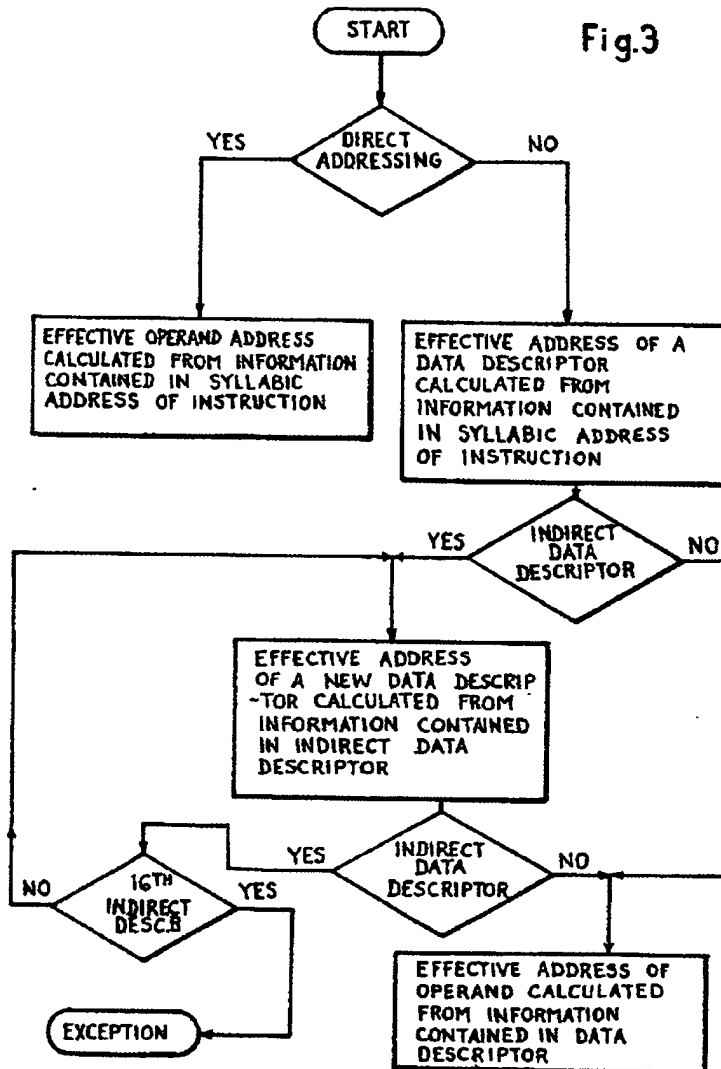 START
Fig.3
YES
DIRECT
ADDRESSING
NO
EFFECTIVE OPERAND ADDRESS
CALCULATED FROM INFORMATION
CONTAINED IN SYLLABIC
ADDRESS OF INSTRUCTION
EFFECTIVE ADDRESS OF A
DATA DESCRIPTOR
CALCULATED FROM
INFORMATION CONTAINED
IN SYLLABIC ADDRESS
OF INSTRUCTION
YES
INDIRECT
DATA
DESCRIPTOR
NO
EFFECTIVE ADDRESS
OF A NEW DATA DESCRIP
-TOR CALCULATED FROM
INFORMATION CONTAINED
IN INDIRECT DATA
DESCRIPTOR
NO
16TH
INDIRECT
YES
YES
INDIRECT
DATA
DESCRIPTOR
NO
EXCEPTION
EFFECTIVE ADDRESS OF
OPERAND CALCULATED
FROM INFORMATION
CONTAINED IN DATA
DESCRIPTOR